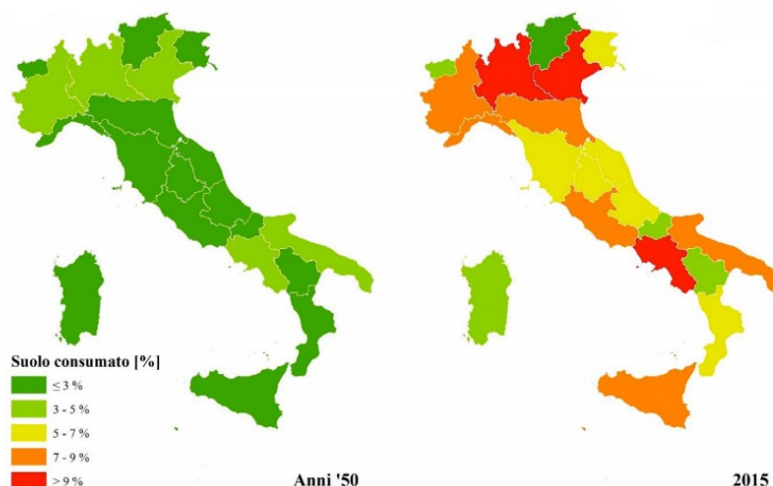 Suolo consumato [%]
≤ 3 %
3 - 5 %
5 - 7 %
7 - 9 %
> 9 %
Anni '50
2015